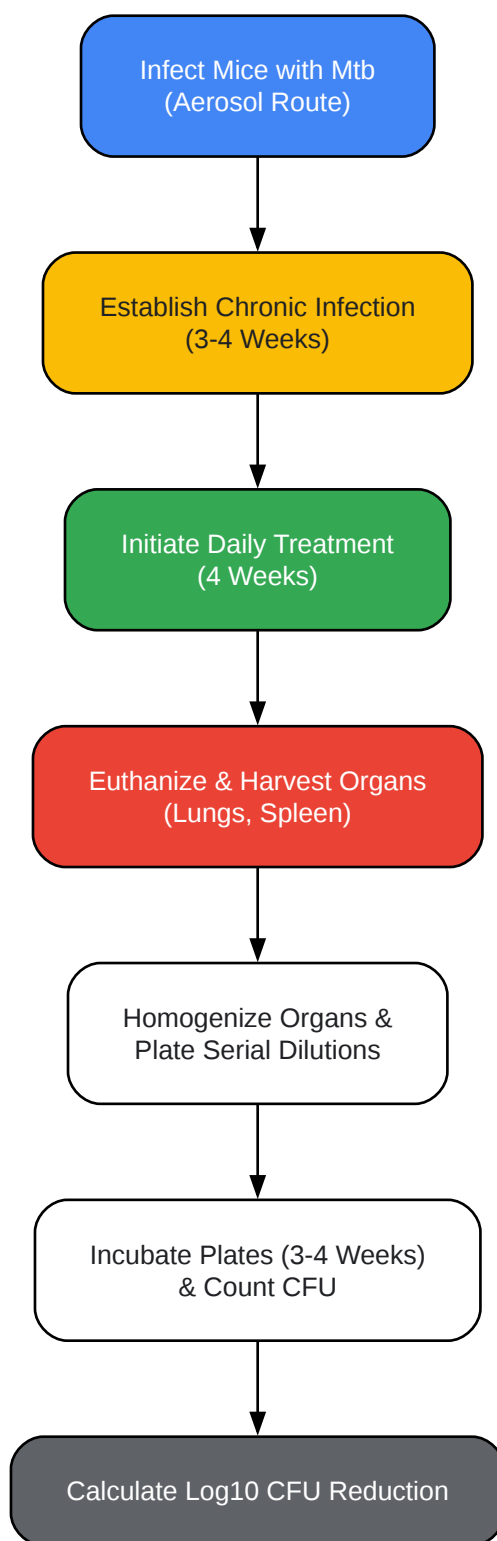 Infect Mice with Mtb
(Aerosol Route)
Establish Chronic Infection
(3-4 Weeks)
Initiate Daily Treatment
(4 Weeks)
Euthanize & Harvest Organs
(Lungs, Spleen)
Homogenize Organs &
Plate Serial Dilutions
Incubate Plates (3-4 Weeks)
& Count CFU
Calculate Log10 CFU Reduction